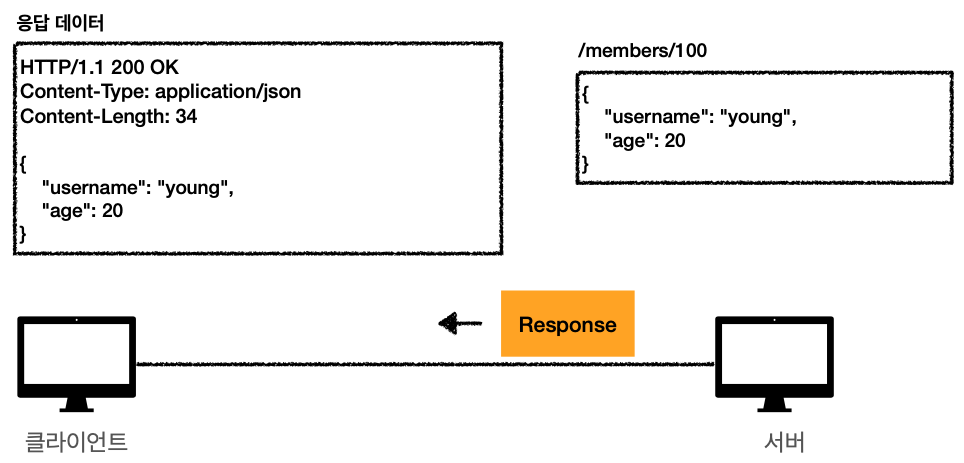 응답 데이터
HTTP/1.1 200 OK
Content-Type: application/json
Content-Length: 34

{
    "username": "young",
    "age": 20
}
/members/100
{
    "username": "young",
    "age": 20
}
Response
클라이언트
서버